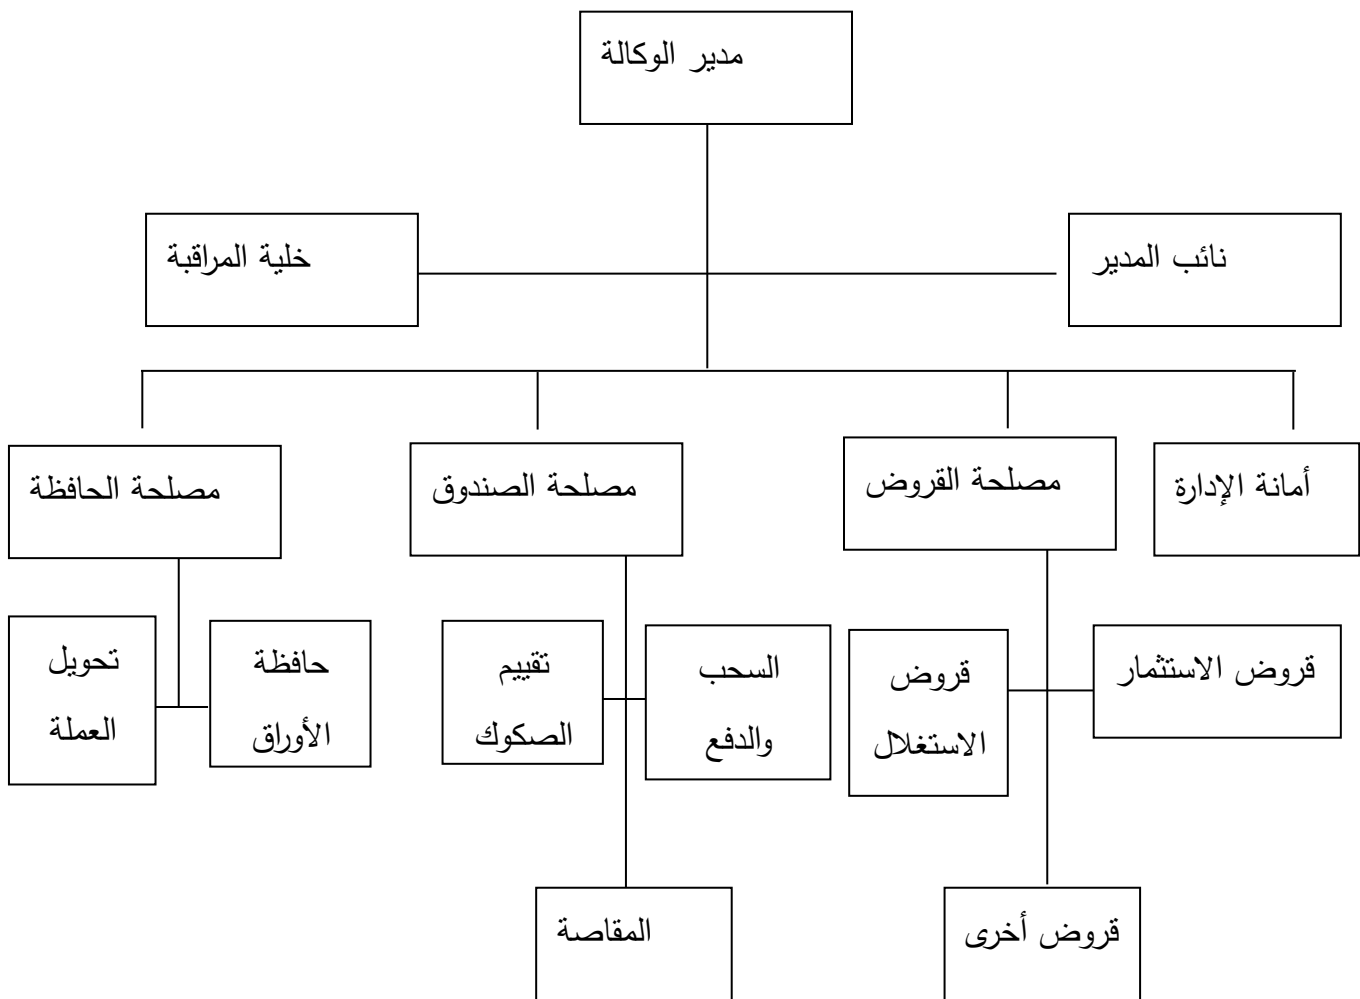 مدير الوكالة
نائب المدير
خلية المراقبة
أمانة الإدارة
مصلحة القروض
مصلحة الصندوق
مصلحة الحافظة
قروض الاستثمار
قروض
الاستغلال
السحب
والدفع
تقييم
الصكوك
حافظة
الأوراق
تحويل
العملة
قروض أخرى
المقاصة